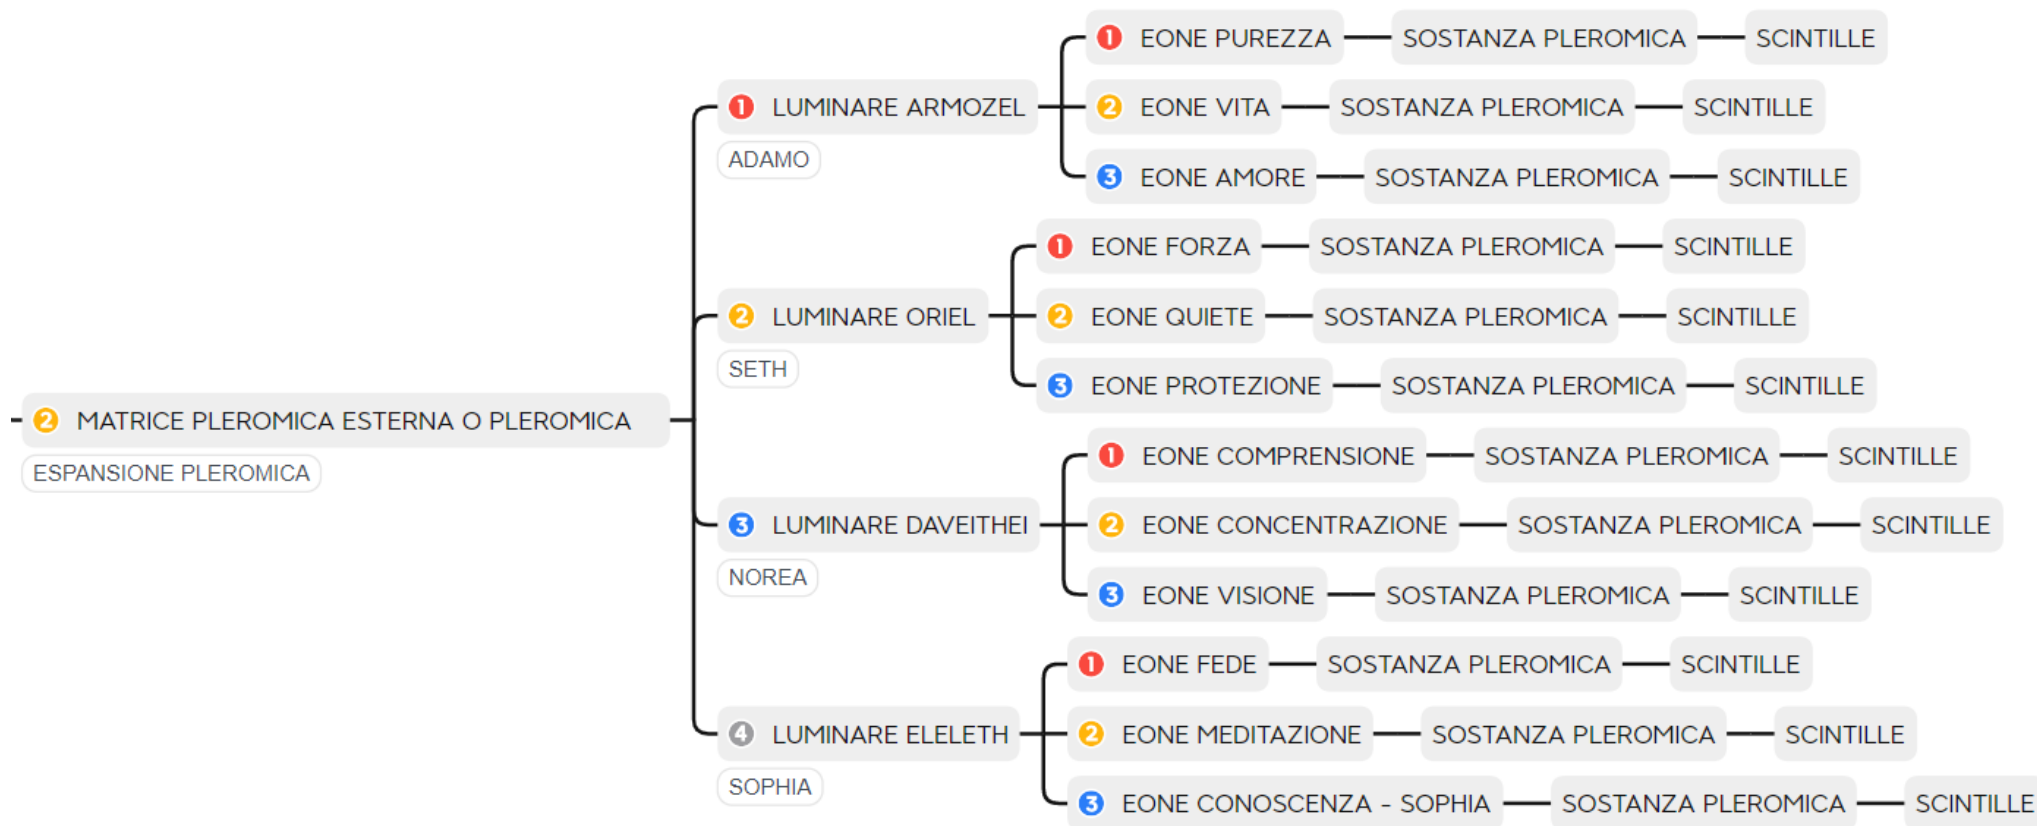 1 EONE PUREZZA SOSTANZA PLEROMICA SCINTILLE
1 LUMINARE ARMOZEL 2 EONE VITA SOSTANZA PLEROMICA SCINTILLE
ADAMO
3 EONE AMORE SOSTANZA PLEROMICA SCINTILLE
1 EONE FORZA SOSTANZA PLEROMICA SCINTILLE
2 LUMINARE ORIEL 2 EONE QUIETE SOSTANZA PLEROMICA SCINTILLE
SETH
3 EONE PROTEZIONE SOSTANZA PLEROMICA SCINTILLE
2 MATRICE PLEROMICA ESTERNA O PLEROMICA
ESPANSIONE PLEROMICA
1 EONE COMPRENSIONE SOSTANZA PLEROMICA SCINTILLE
3 LUMINARE DAVEITHEI 2 EONE CONCENTRAZIONE SOSTANZA PLEROMICA SCINTILLE
NOREA
3 EONE VISIONE SOSTANZA PLEROMICA SCINTILLE
1 EONE FEDE SOSTANZA PLEROMICA SCINTILLE
4 LUMINARE ELELETH 2 EONE MEDITAZIONE SOSTANZA PLEROMICA SCINTILLE
SOPHIA
3 EONE CONOSCENZA - SOPHIA SOSTANZA PLEROMICA SCINTILLE